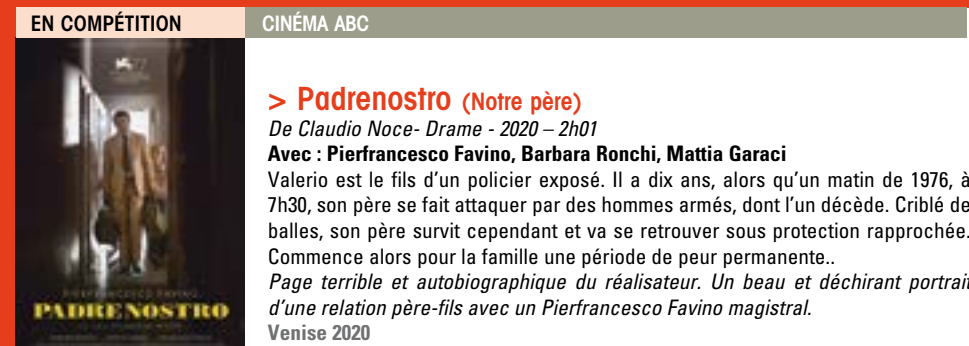 EN COMPÉTITION
CINÉMA ABC
> Padrenostro (Notre père)
De Claudio Noce- Drame - 2020 – 2h01
Avec : Pierfrancesco Favino, Barbara Ronchi, Mattia Garaci
Valerio est le fils d'un policier exposé. Il a dix ans, alors qu'un matin de 1976, à
7h30, son père se fait attaquer par des hommes armés, dont l'un décède. Criblé de
balles, son père survit cependant et va se retrouver sous protection rapprochée.
Commence alors pour la famille une période de peur permanente..
Page terrible et autobiographique du réalisateur. Un beau et déchirant portrait
d'une relation père-fils avec un Pierfrancesco Favino magistral.
Venise 2020
PIERFRANCESCO FAVINO
PADRE NOSTRO